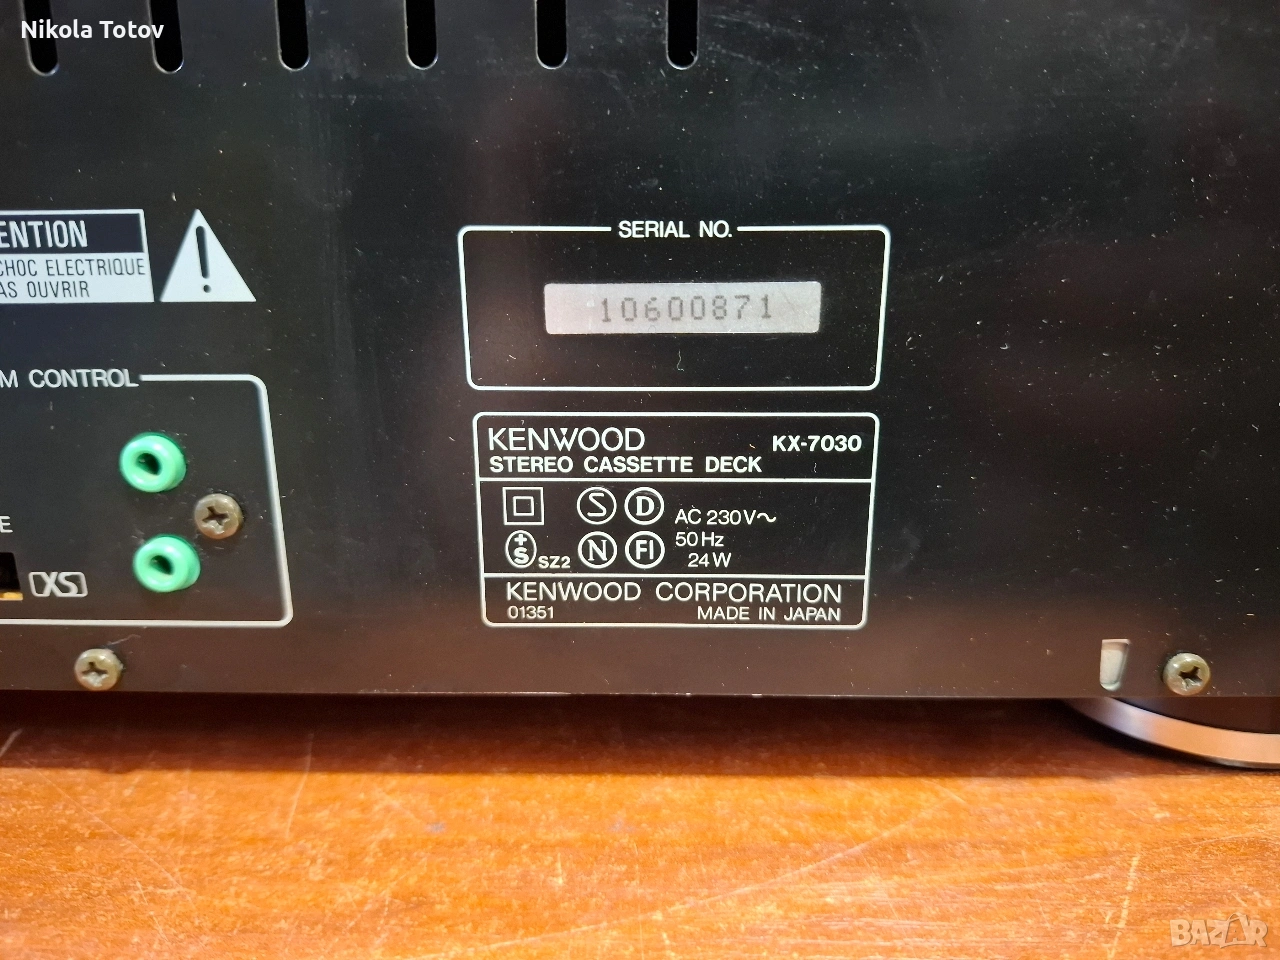 Nikola Totov
ENTION
CHOC ELECTRIQUE
AS OUVRIR
SERIAL NO.
10600871
M CONTROL
E
XS
KENWOOD KX-7030
STEREO CASSETTE DECK
S D AC 230V~
50Hz
+S SZ2 N FI 24W
KENWOOD CORPORATION
01351 MADE IN JAPAN
BAZAR